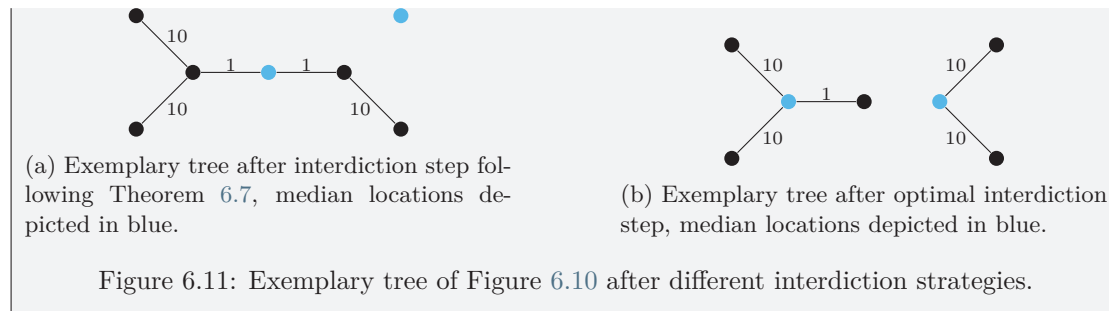 10
10
1
1
10
10
10
1
10
10
(a) Exemplary tree after interdiction step fol-
lowing Theorem 6.7, median locations de-
picted in blue.
(b) Exemplary tree after optimal interdiction
step, median locations depicted in blue.
Figure 6.11: Exemplary tree of Figure 6.10 after different interdiction strategies.